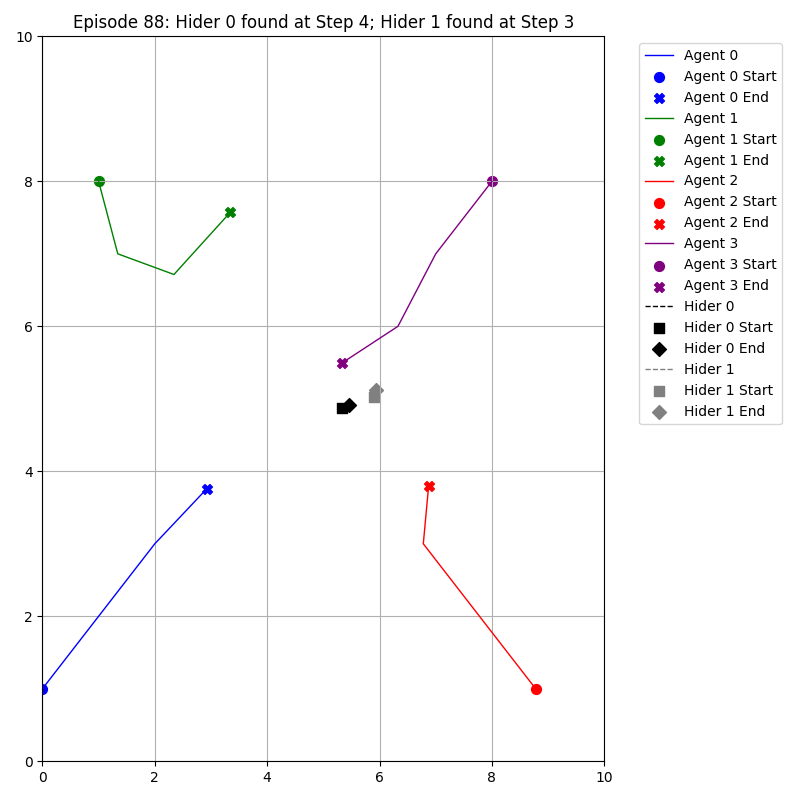 Episode 88: Hider 0 found at Step 4; Hider 1 found at Step 3
10
8
6
4
2
0
0 2 4 6 8 10
Agent 0
Agent 0 Start
Agent 0 End
Agent 1
Agent 1 Start
Agent 1 End
Agent 2
Agent 2 Start
Agent 2 End
Agent 3
Agent 3 Start
Agent 3 End
Hider 0
Hider 0 Start
Hider 0 End
Hider 1
Hider 1 Start
Hider 1 End